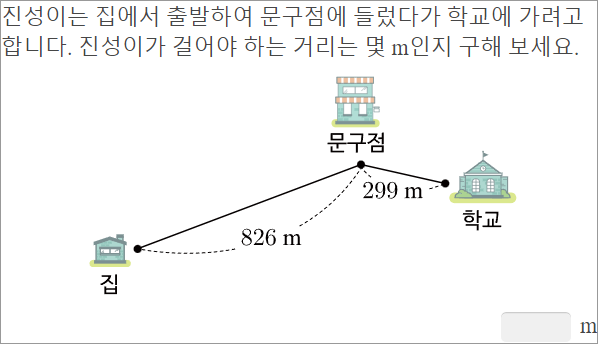 진성이는 집에서 출발하여 문구점에 들렀다가 학교에 가려고
합니다. 진성이가 걸어야 하는 거리는 몇 m인지 구해 보세요.
문구점
299 m
학교
826 m
집
m